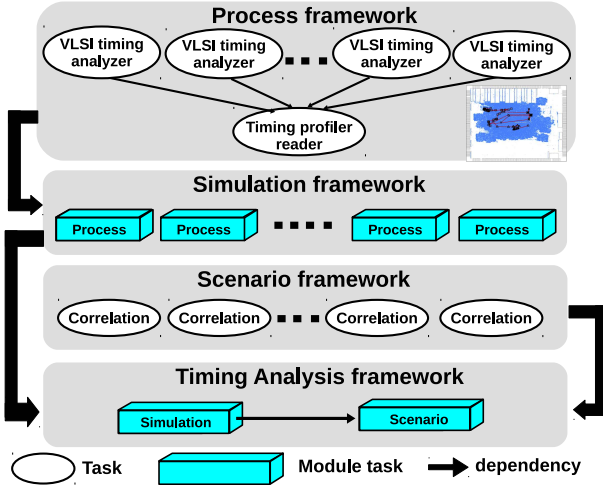 Process framework
VLSI timing analyzer
VLSI timing analyzer
VLSI timing analyzer
VLSI timing analyzer
Timing profiler reader
Simulation framework
Process
Process
Process
Process
Scenario framework
Correlation
Correlation
Correlation
Correlation
Timing Analysis framework
Simulation
Scenario
Task
Module task
dependency